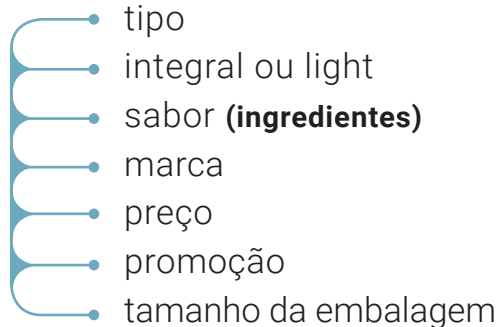 tipo
integral ou light
sabor (ingredientes)
marca
preço
promoção
tamanho da embalagem